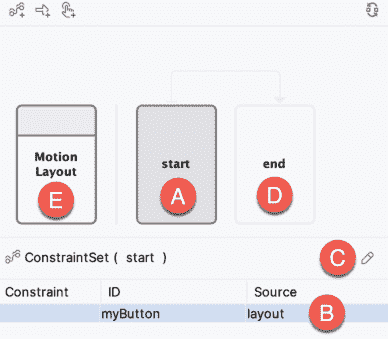 Motion
Layout
start
end
E
A
D
ConstraintSet ( start )
C
Constraint ID Source
myButton layout
B